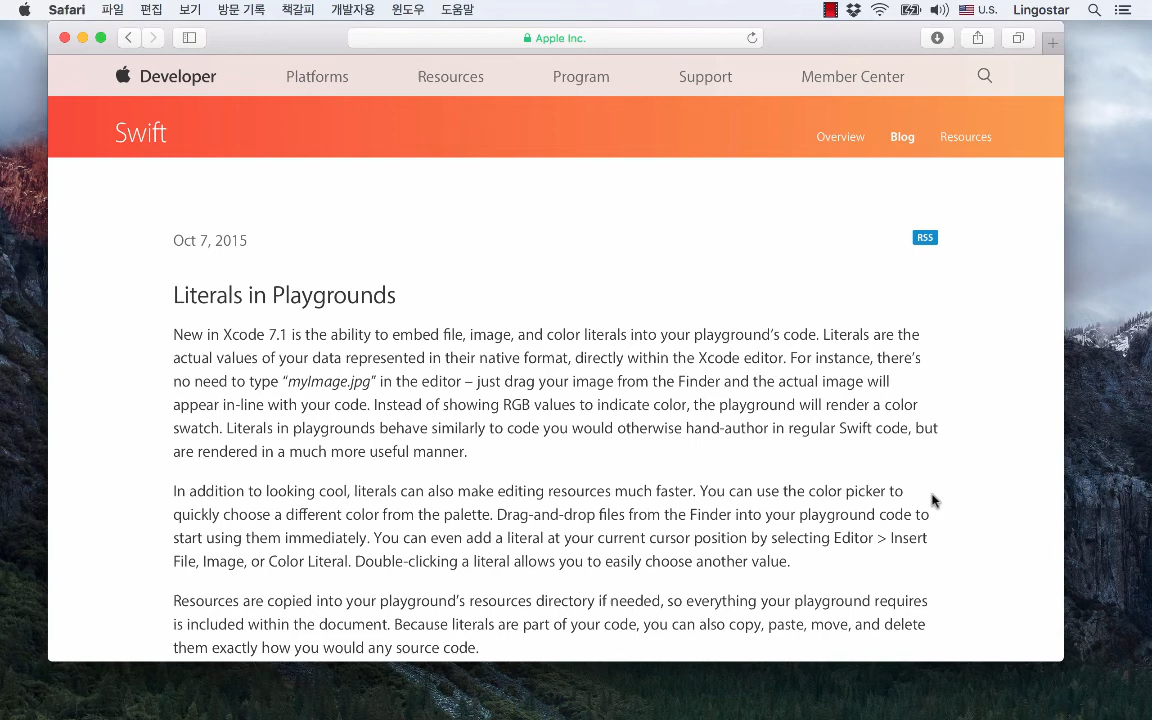 Safari 파일 편집 보기 방문 기록 책갈피 개발자용 윈도우 도움말 U.S. Lingostar
Apple Inc.
Developer Platforms Resources Program Support Member Center
Swift
Overview Blog Resources
Oct 7, 2015
RSS
Literals in Playgrounds
New in Xcode 7.1 is the ability to embed file, image, and color literals into your playground’s code. Literals are the
actual values of your data represented in their native format, directly within the Xcode editor. For instance, there’s
no need to type “myImage.jpg” in the editor – just drag your image from the Finder and the actual image will
appear in-line with your code. Instead of showing RGB values to indicate color, the playground will render a color
swatch. Literals in playgrounds behave similarly to code you would otherwise hand-author in regular Swift code, but
are rendered in a much more useful manner.
In addition to looking cool, literals can also make editing resources much faster. You can use the color picker to
quickly choose a different color from the palette. Drag-and-drop files from the Finder into your playground code to
start using them immediately. You can even add a literal at your current cursor position by selecting Editor > Insert
File, Image, or Color Literal. Double-clicking a literal allows you to easily choose another value.
Resources are copied into your playground’s resources directory if needed, so everything your playground requires
is included within the document. Because literals are part of your code, you can also copy, paste, move, and delete
them exactly how you would any source code.